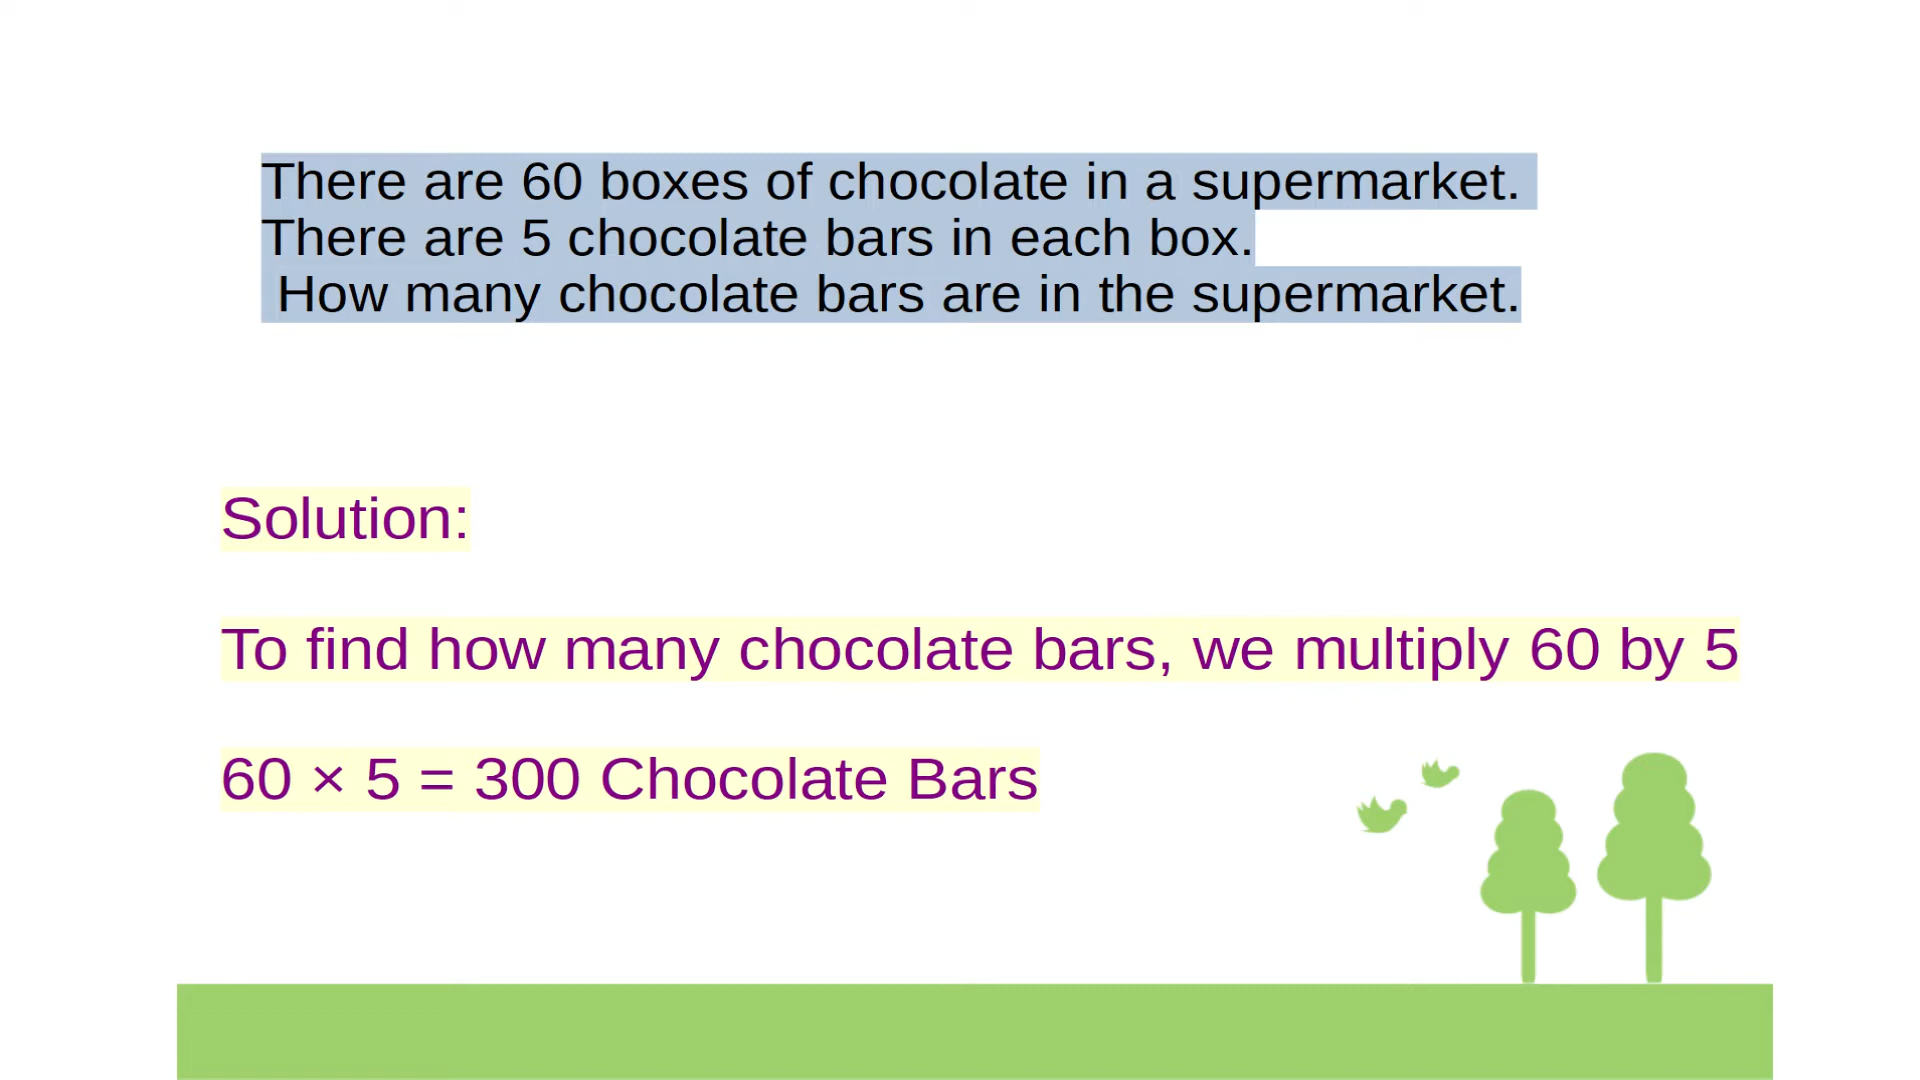 There are 60 boxes of chocolate in a supermarket.
There are 5 chocolate bars in each box.
How many chocolate bars are in the supermarket.
Solution:
To find how many chocolate bars, we multiply 60 by 5
60 × 5 = 300 Chocolate Bars